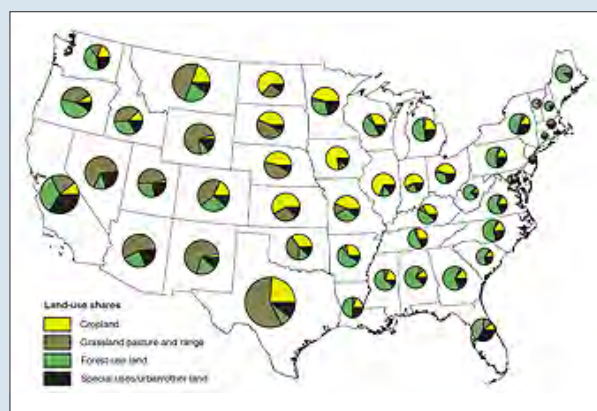 Land-use shares
Cropland
Grassland pasture and range
Forest-use land
Special uses/urban/other land